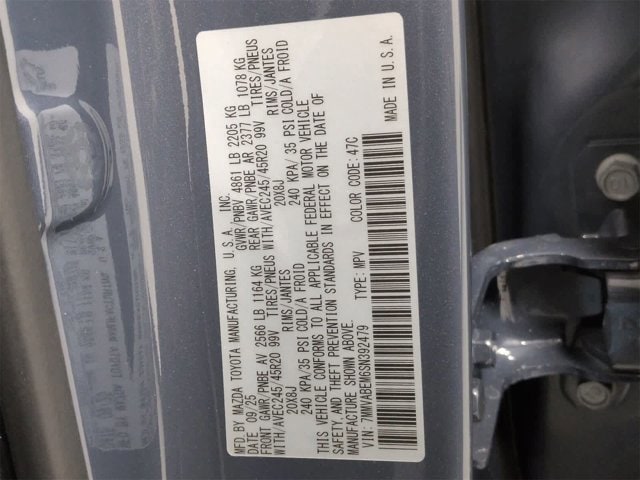 MFD.BY MAZDA TOYOTA MANUFACTURING, U.S.A. INC.
DATE 09/25 GVWR/PNBV 4861 LB 2205 KG
FRONT GAWR/PNBE AV 2566 LB 1164 KG REAR GAWR/PNBE AR 2377 LB 1078 KG
WITH/AVEC245/45R20 99V TIRES/PNEUS WITH/AVEC245/45R20 99V TIRES/PNEUS
20X8J RIMS/JANTES 20X8J RIMS/JANTES
240 KPA/35 PSI COLD/A FROID 240 KPA/ 35 PSI COLD/A FROID
THIS VEHICLE CONFORMS TO ALL APPLICABLE FEDERAL MOTOR VEHICLE
SAFETY AND THEFT PREVENTION STANDARDS IN EFFECT ON THE DATE OF
MANUFACTURE SHOWN ABOVE.
VIN: 7MMVABEM6SN392479 TYPE: MPV COLOR CODE: 47C
MADE IN U.S.A.